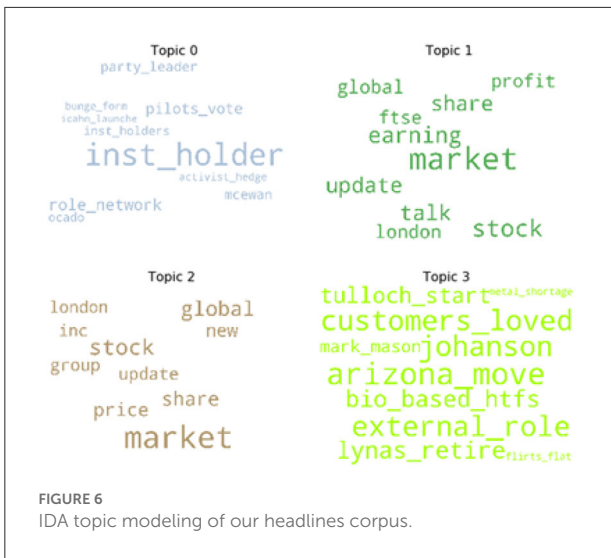 Topic 0
party_leader
bunge_form
pilots_vote
icahn_launche
inst_holders
inst_holder
activist_hedge
mcewan
role_network
ocado
Topic 1
global
profit
share
ftse
earning
market
update
talk
london
stock
Topic 2
london
global
inc
new
stock
group
update
share
price
market
Topic 3
tulloch_start
metal_shortage
customers_loved
mark_mason
johanson
arizona_move
bio_based_htfs
external_role
lynas_retire
flirts_flat
FIGURE 6
IDA topic modeling of our headlines corpus.